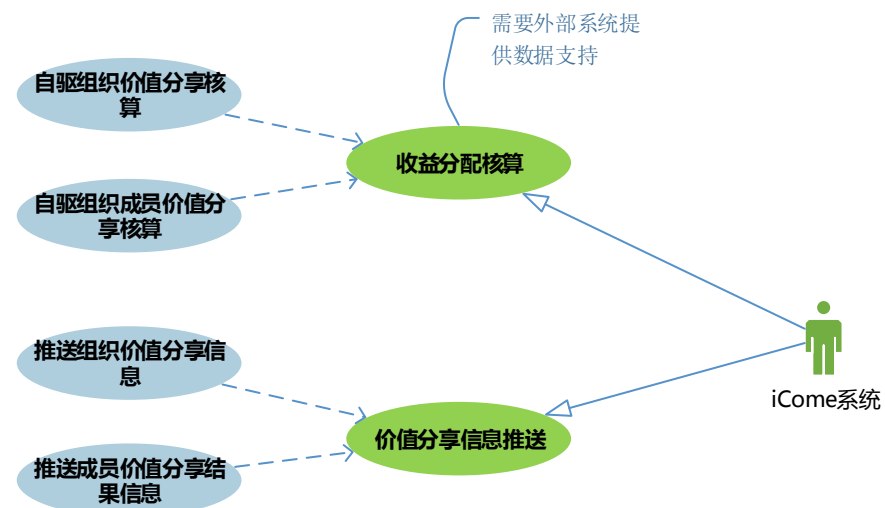 需要外部系统提
供数据支持
自驱组织价值分享核
算
收益分配核算
自驱组织成员价值分
享核算
推送组织价值分享信
息
iCome系统
价值分享信息推送
推送成员价值分享结
果信息